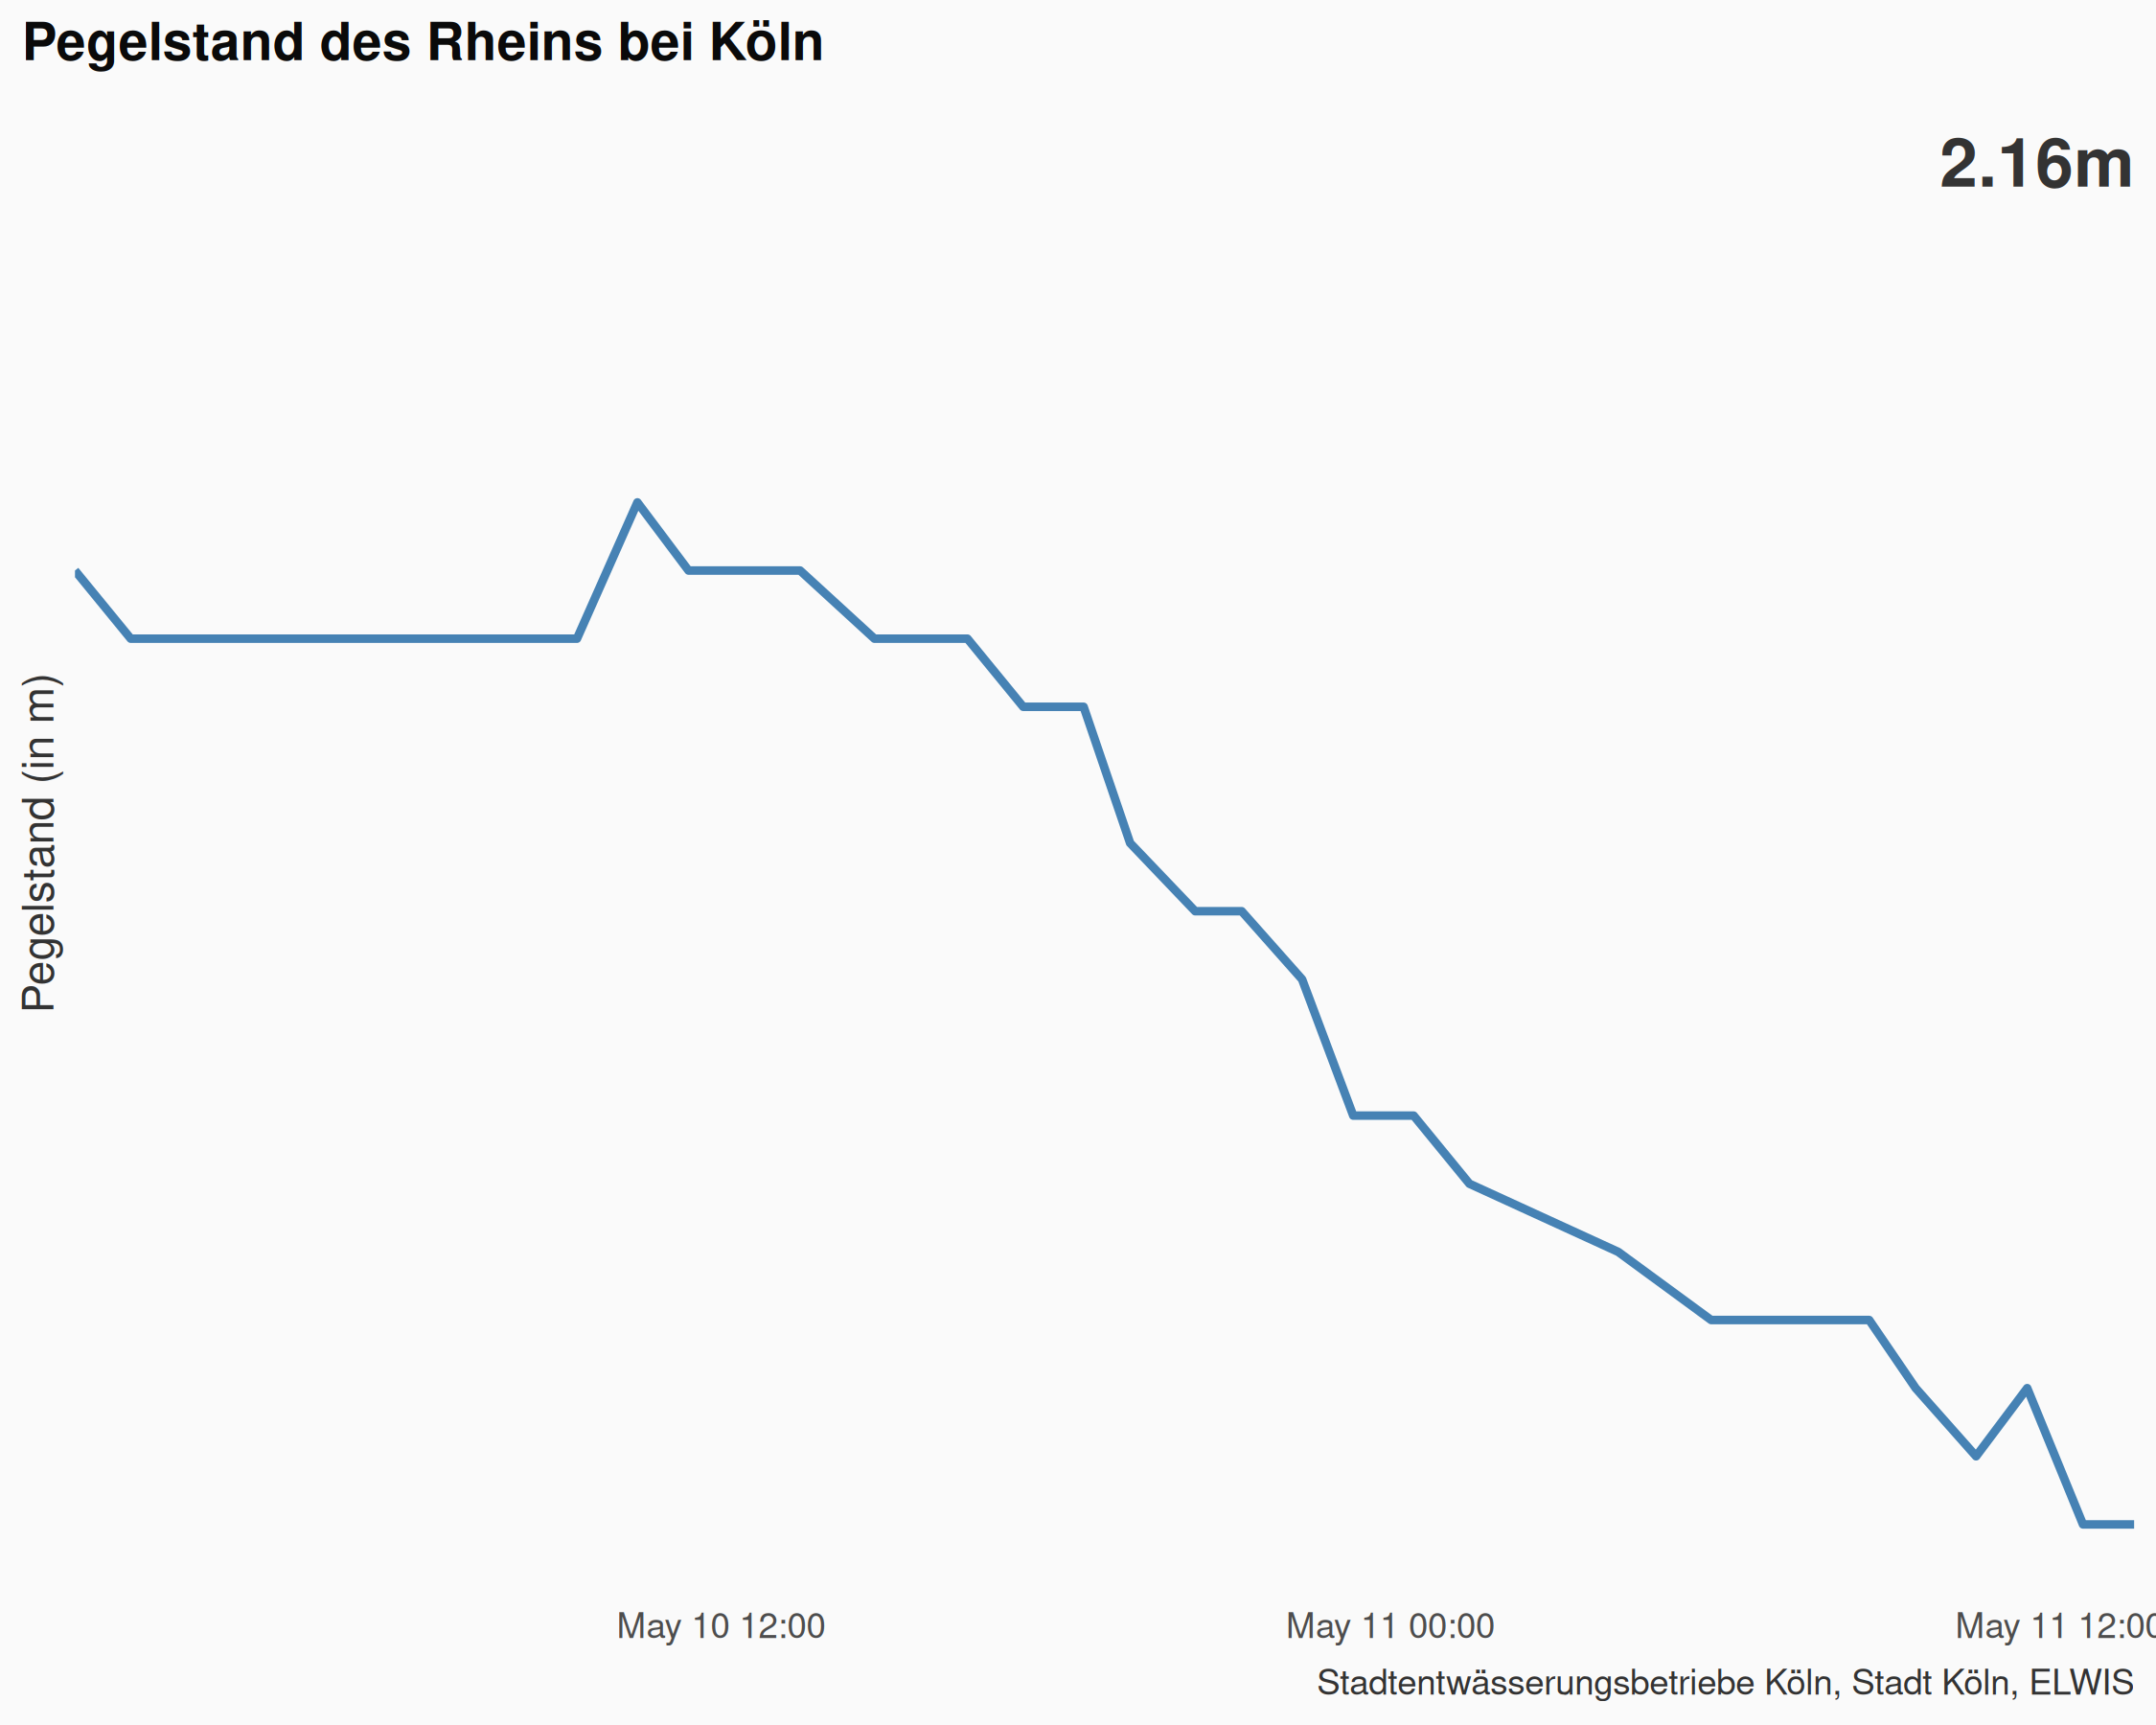 Pegelstand des Rheins bei Köln
2.16m
Pegelstand (in m)
May 10 12:00
May 11 00:00
May 11 12:00
Stadtentwässerungsbetriebe Köln, Stadt Köln, ELWIS